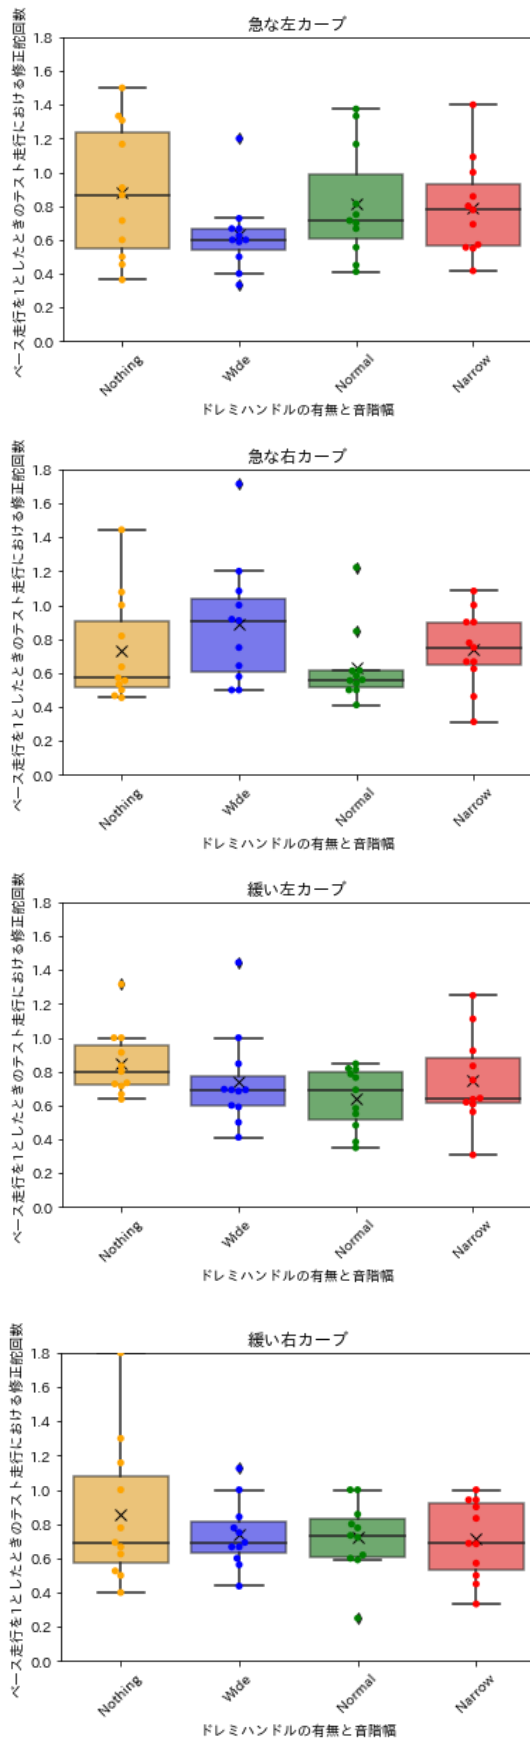 急な左カーブ
ベース走行を1としたときのテスト走行における修正舵回数
1.8
1.6
1.4
1.2
1.0
0.8
0.6
0.4
0.2
0.0
Nothing
Wide
Normal
Narrow
ドレミハンドルの有無と音階幅
急な右カーブ
ベース走行を1としたときのテスト走行における修正舵回数
1.8
1.6
1.4
1.2
1.0
0.8
0.6
0.4
0.2
0.0
Nothing
Wide
Normal
Narrow
ドレミハンドルの有無と音階幅
緩い左カーブ
ベース走行を1としたときのテスト走行における修正舵回数
1.8
1.6
1.4
1.2
1.0
0.8
0.6
0.4
0.2
0.0
Nothing
Wide
Normal
Narrow
ドレミハンドルの有無と音階幅
緩い右カーブ
ベース走行を1としたときのテスト走行における修正舵回数
1.8
1.6
1.4
1.2
1.0
0.8
0.6
0.4
0.2
0.0
Nothing
Wide
Normal
Narrow
ドレミハンドルの有無と音階幅